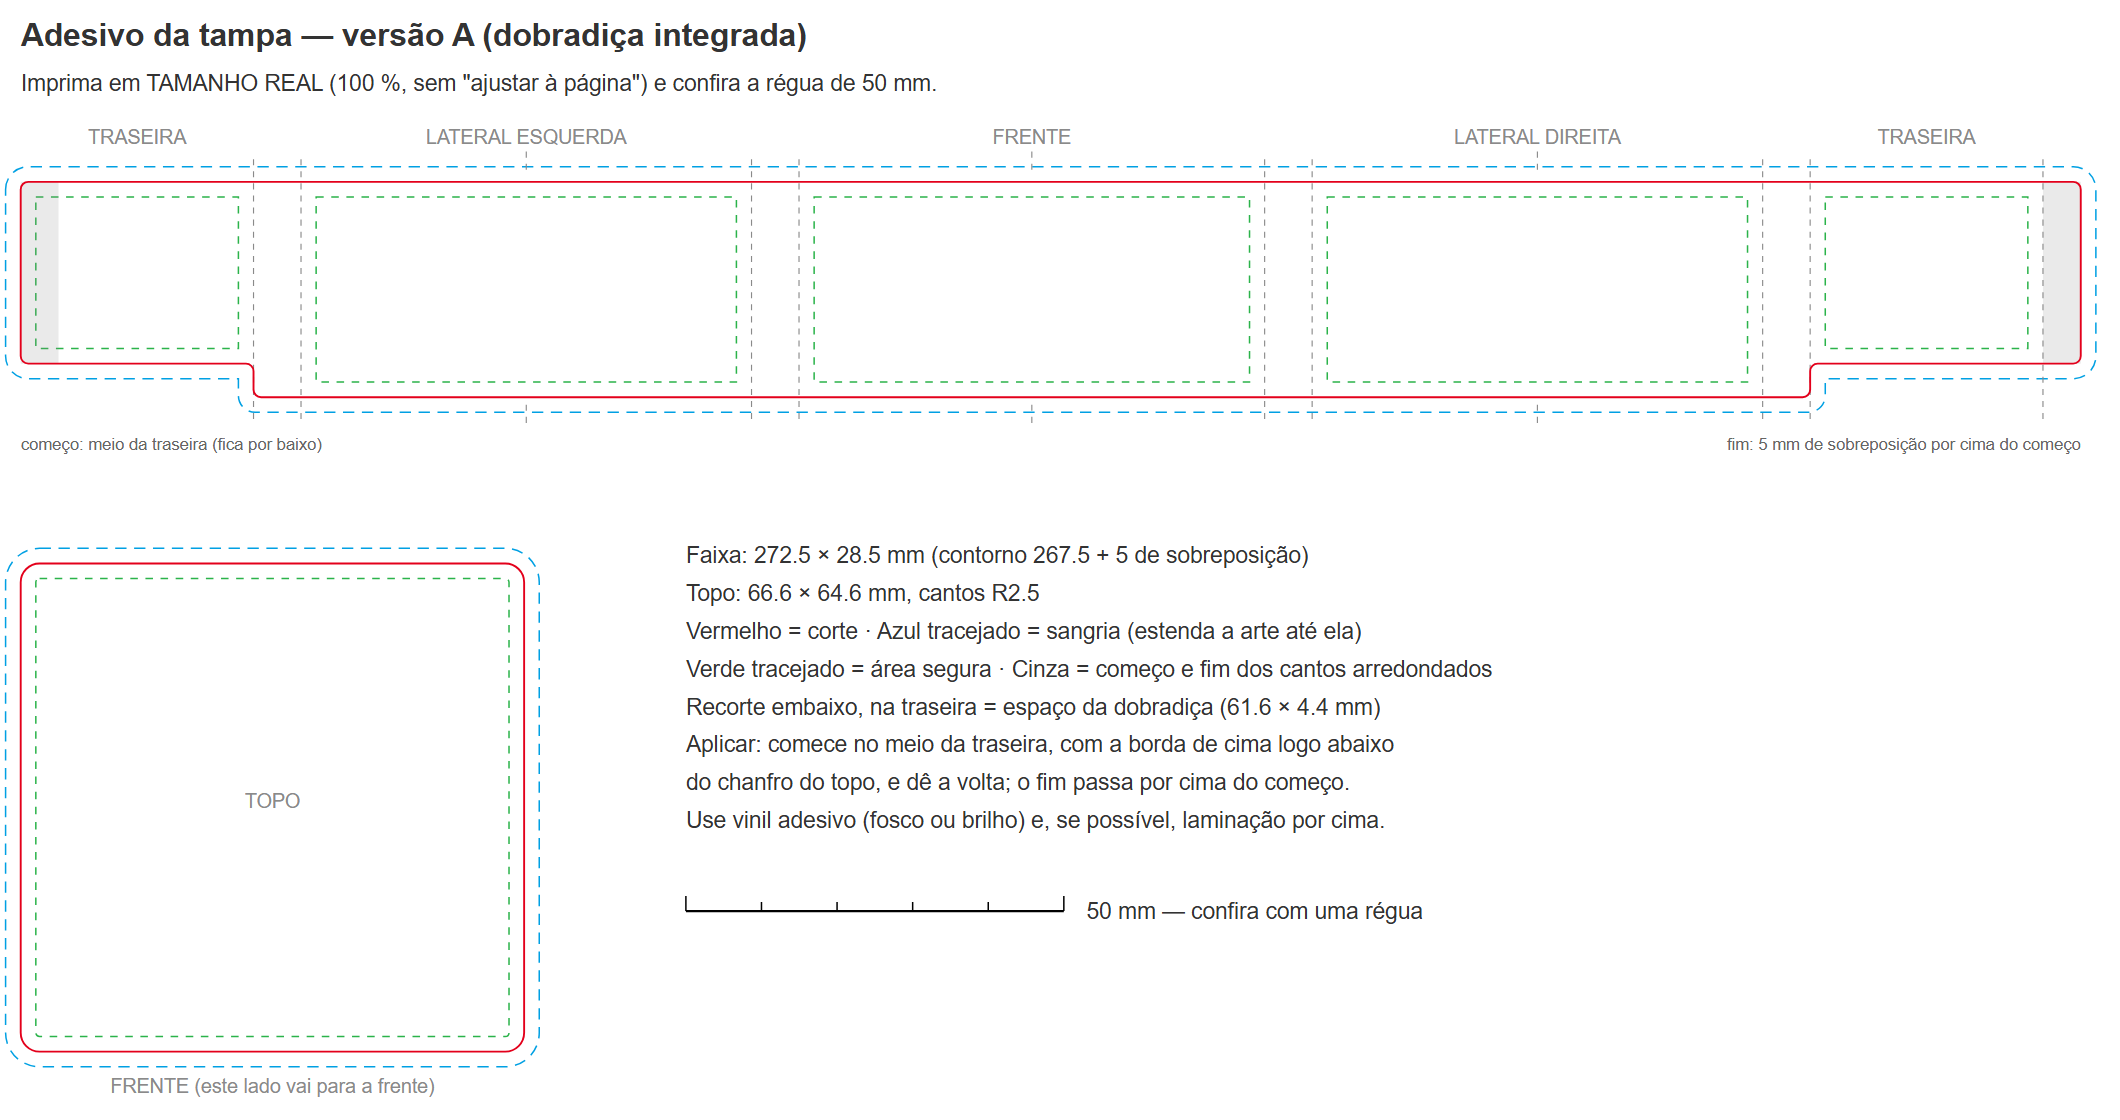 Adesivo da tampa — versão A (dobradiça integrada)
Imprima em TAMANHO REAL (100 %, sem "ajustar à página") e confira a régua de 50 mm.
TRASEIRA
LATERAL ESQUERDA
FRENTE
LATERAL DIREITA
TRASEIRA
começo: meio da traseira (fica por baixo)
fim: 5 mm de sobreposição por cima do começo
Faixa: 272.5 × 28.5 mm (contorno 267.5 + 5 de sobreposição)
Topo: 66.6 × 64.6 mm, cantos R2.5
Vermelho = corte · Azul tracejado = sangria (estenda a arte até ela)
Verde tracejado = área segura · Cinza = começo e fim dos cantos arredondados
Recorte embaixo, na traseira = espaço da dobradiça (61.6 × 4.4 mm)
Aplicar: comece no meio da traseira, com a borda de cima logo abaixo
do chanfro do topo, e dê a volta; o fim passa por cima do começo.
Use vinil adesivo (fosco ou brilho) e, se possível, laminação por cima.
TOPO
50 mm — confira com uma régua
FRENTE (este lado vai para a frente)